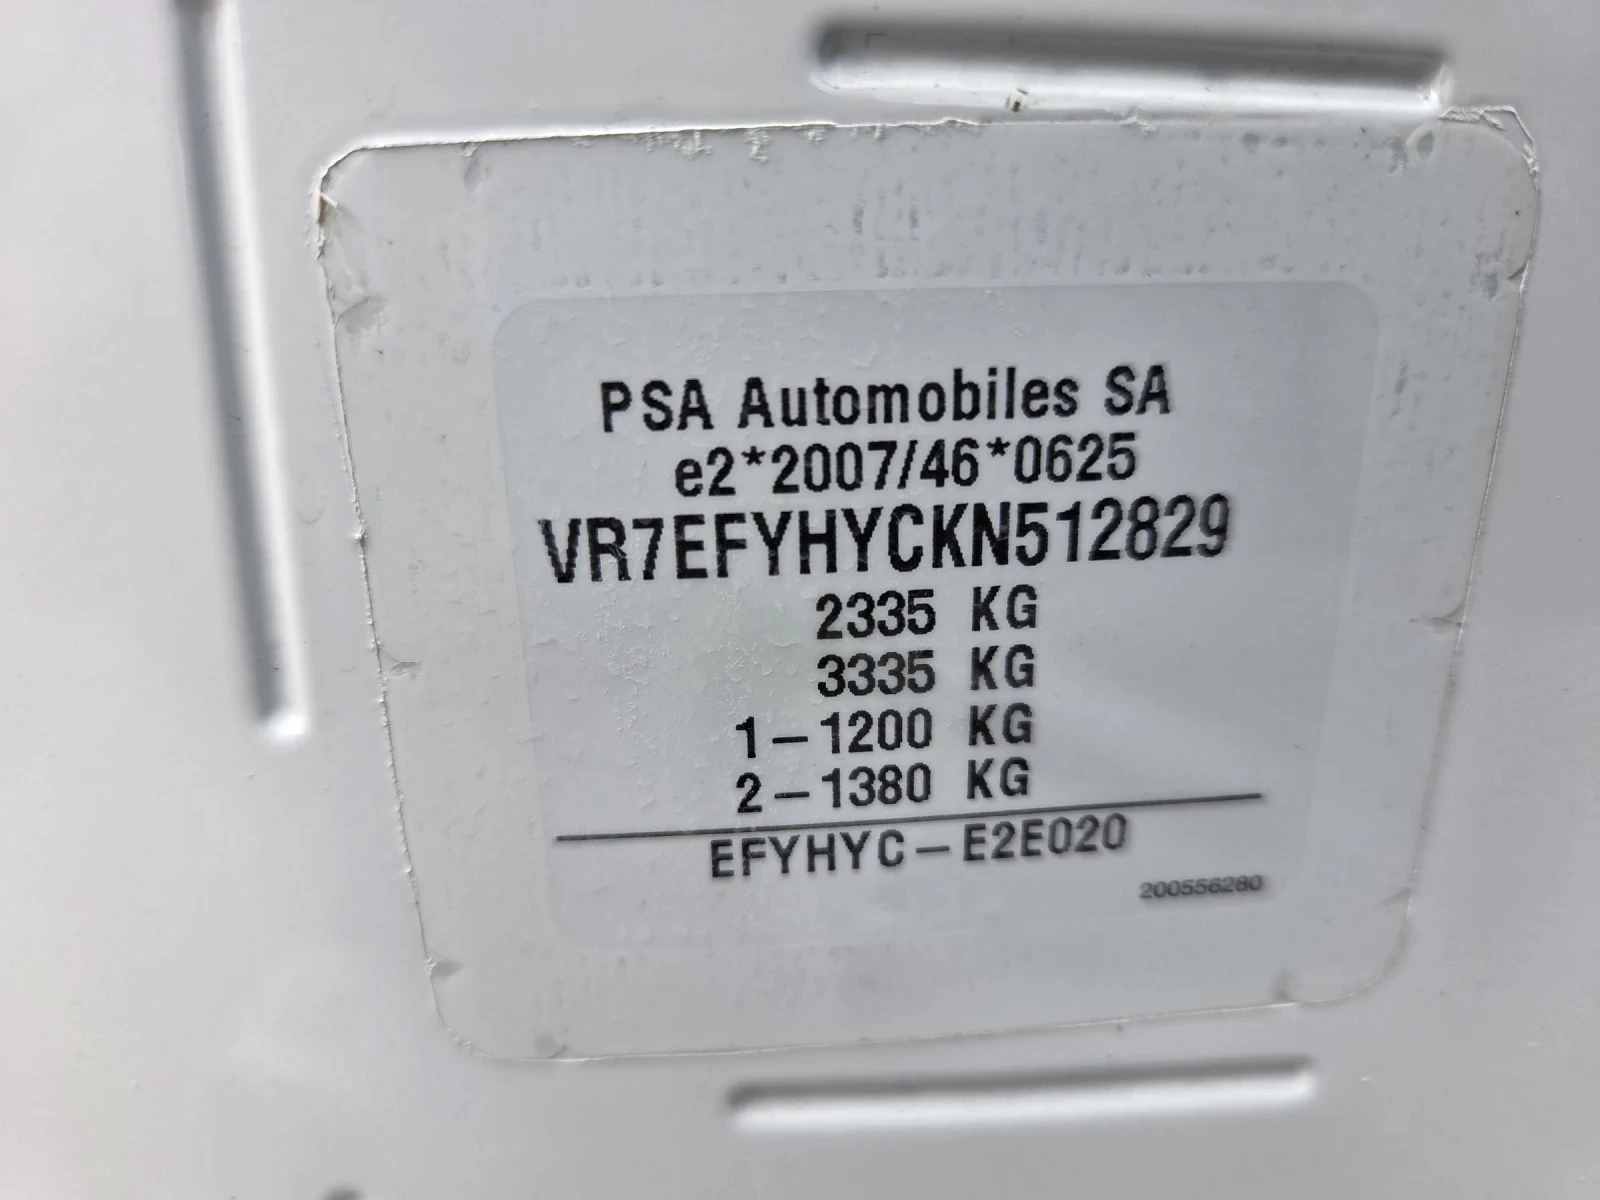 PSA Automobiles SA
e2*2007/46*0625
VR7EFYHYCKN512829
2335 KG
3335 KG
1-1200 KG
2-1380 KG
EFYHYC-E2E020
200556280